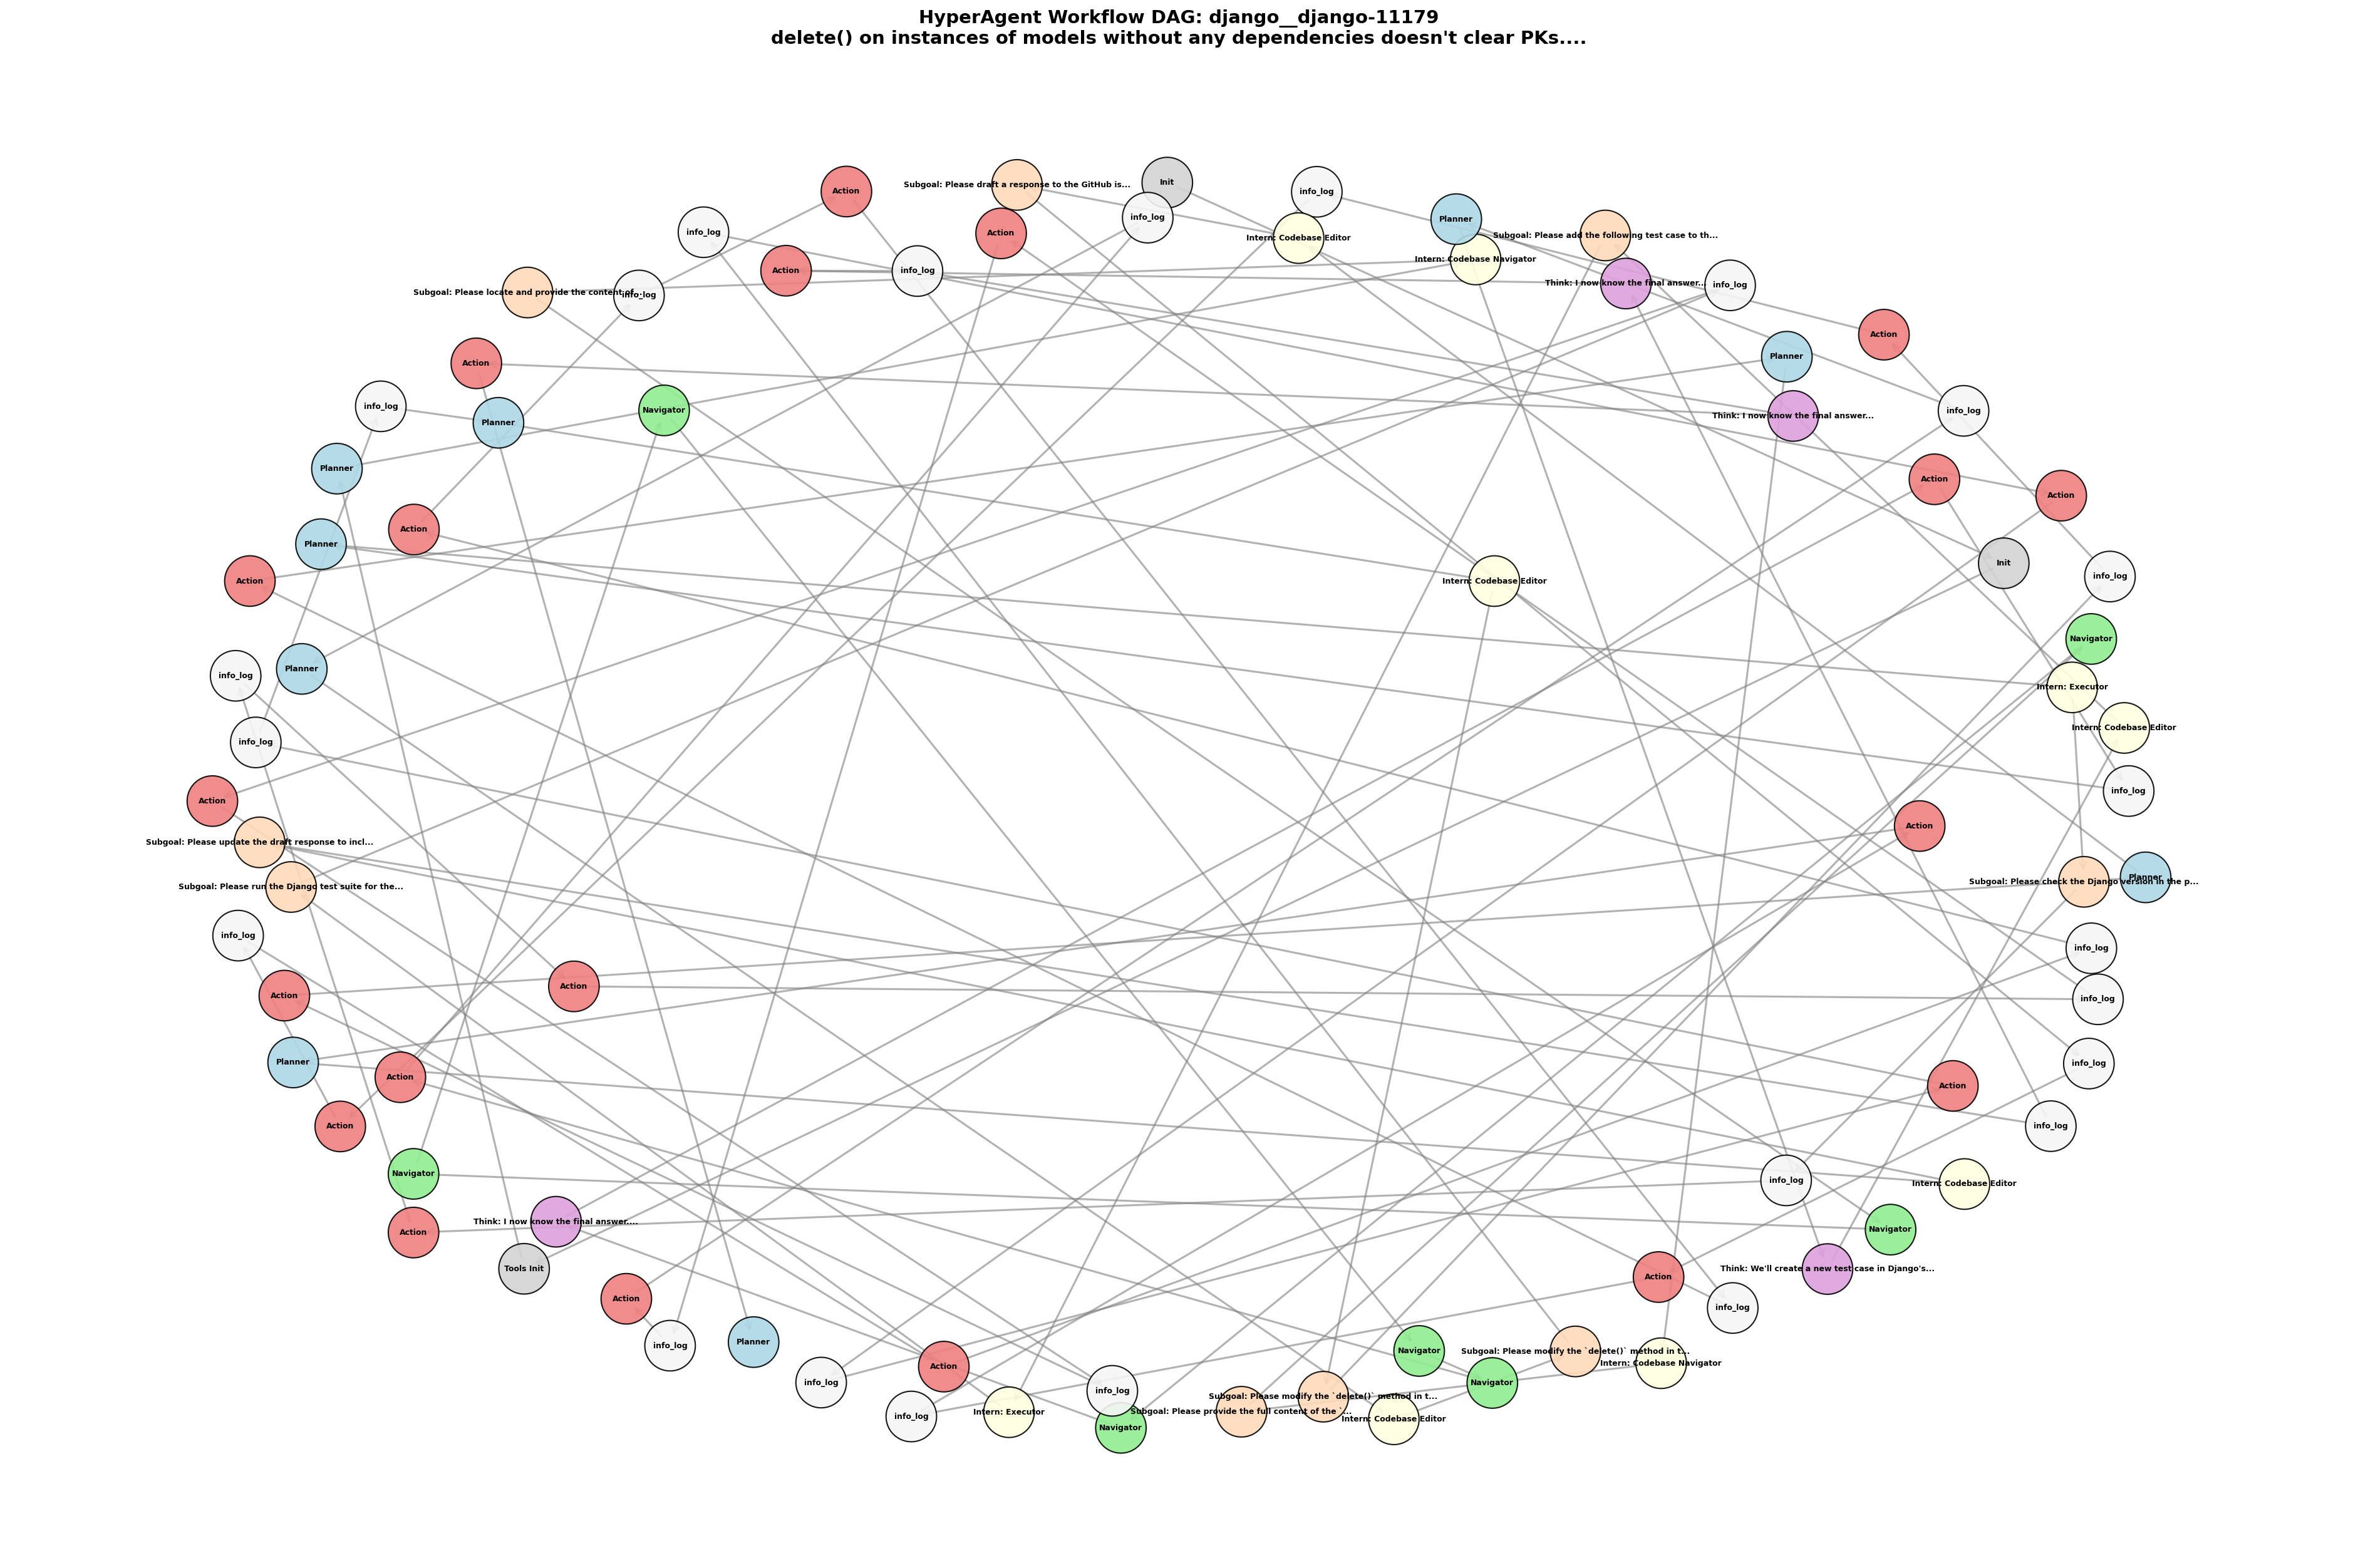 HyperAgent Workflow DAG: django__django-11179
delete() on instances of models without any dependencies doesn't clear PKs....
Init
Subgoal: Please draft a response to the GitHub is...
Action
info_log
info_log
Planner
info_log
Action
Subgoal: Please add the following test case to th...
Intern: Codebase Editor
Intern: Codebase Navigator
Action
info_log
Think: I now know the final answer...
info_log
Subgoal: Please locate and provide the content of...
info_log
Action
Planner
Action
info_log
Navigator
info_log
Think: I now know the final answer...
Planner
Planner
Action
Action
Action
Planner
Init
info_log
Action
Intern: Codebase Editor
Navigator
Planner
info_log
Intern: Executor
Intern: Codebase Editor
info_log
info_log
Action
Action
Subgoal: Please update the draft response to incl...
Planner
Subgoal: Please check the Django version in the p...
Subgoal: Please run the Django test suite for the...
info_log
info_log
Action
Action
info_log
Planner
info_log
Action
Action
Action
info_log
Navigator
info_log
Intern: Codebase Editor
Think: I now know the final answer....
Navigator
Action
Tools Init
Think: We'll create a new test case in Django's...
Action
Action
info_log
Planner
info_log
Navigator
Subgoal: Please modify the `delete()` method in t...
Intern: Codebase Navigator
Action
info_log
Navigator
info_log
Subgoal: Please modify the `delete()` method in t...
Subgoal: Please provide the full content of the `...
Intern: Executor
info_log
Intern: Codebase Editor
Navigator